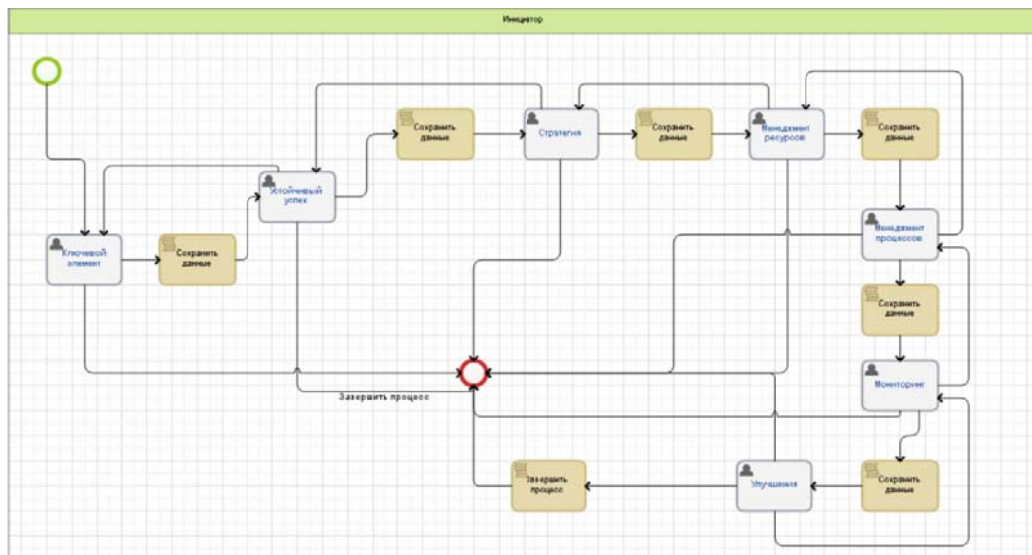 Инициатор
Сохранить
данные
Стратегия
Сохранить
данные
Менеджмент
ресурсов
Сохранить
данные
Устойчивый
успех
Ключевой
элемент
Сохранить
данные
Менеджмент
процессов
Сохранить
данные
Мониторинг
Завершить процесс
Завершить
процесс
Улучшения
Сохранить
данные